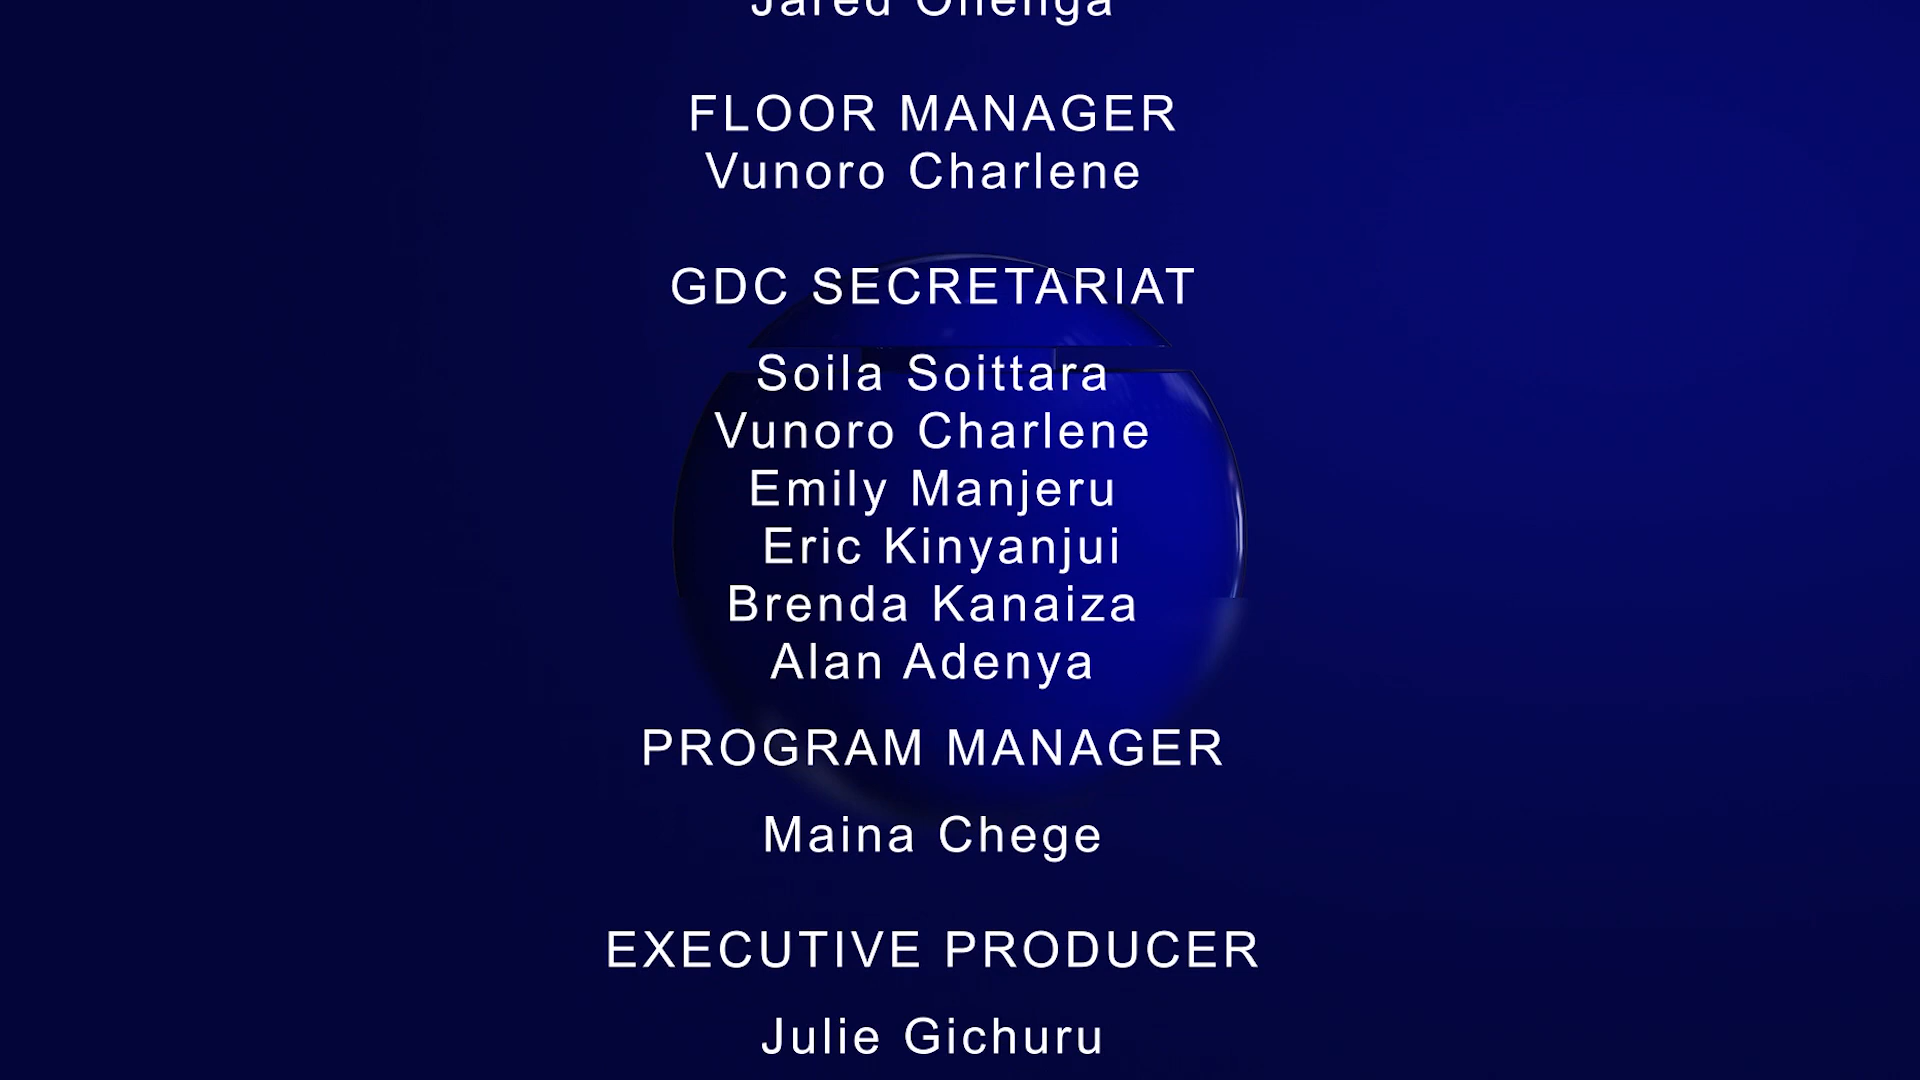 Jared
FLOOR MANAGER
Vunoro Charlene
GDC SECRETARIAT
Soila Soittara
Vunoro Charlene
Emily Manjeru
Eric Kinyanjui
Brenda Kanaiza
Alan Adenya
PROGRAM MANAGER
Maina Chege
EXECUTIVE PRODUCER
Julie Gichuru